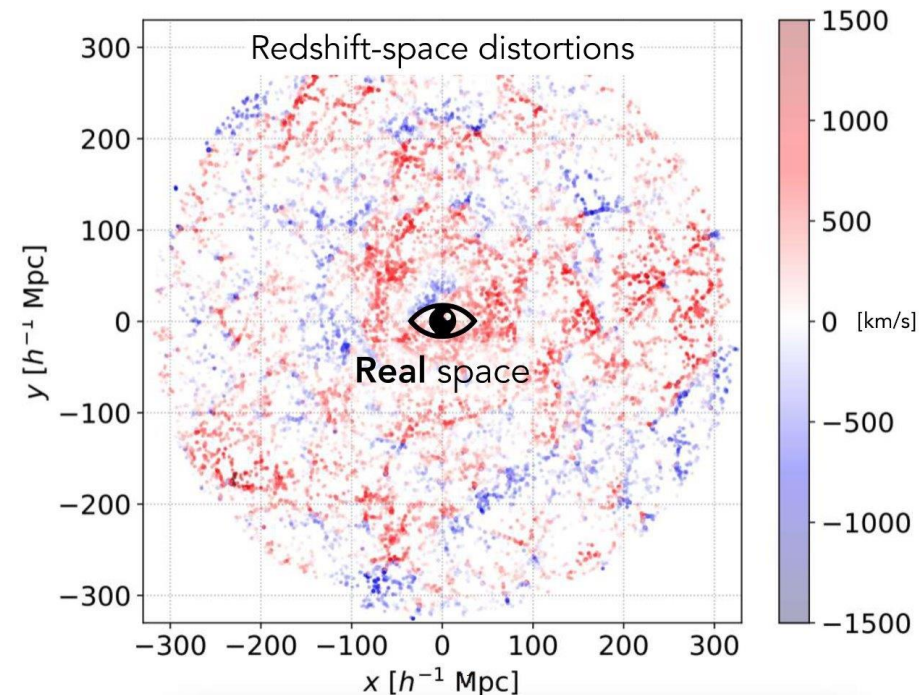 Redshift-space distortions
Real space
300
200
100
0
−100
−200
−300
y [h⁻¹ Mpc]
−300 −200 −100 0 100 200 300
x [h⁻¹ Mpc]
1500
1000
500
0 [km/s]
−500
−1000
−1500